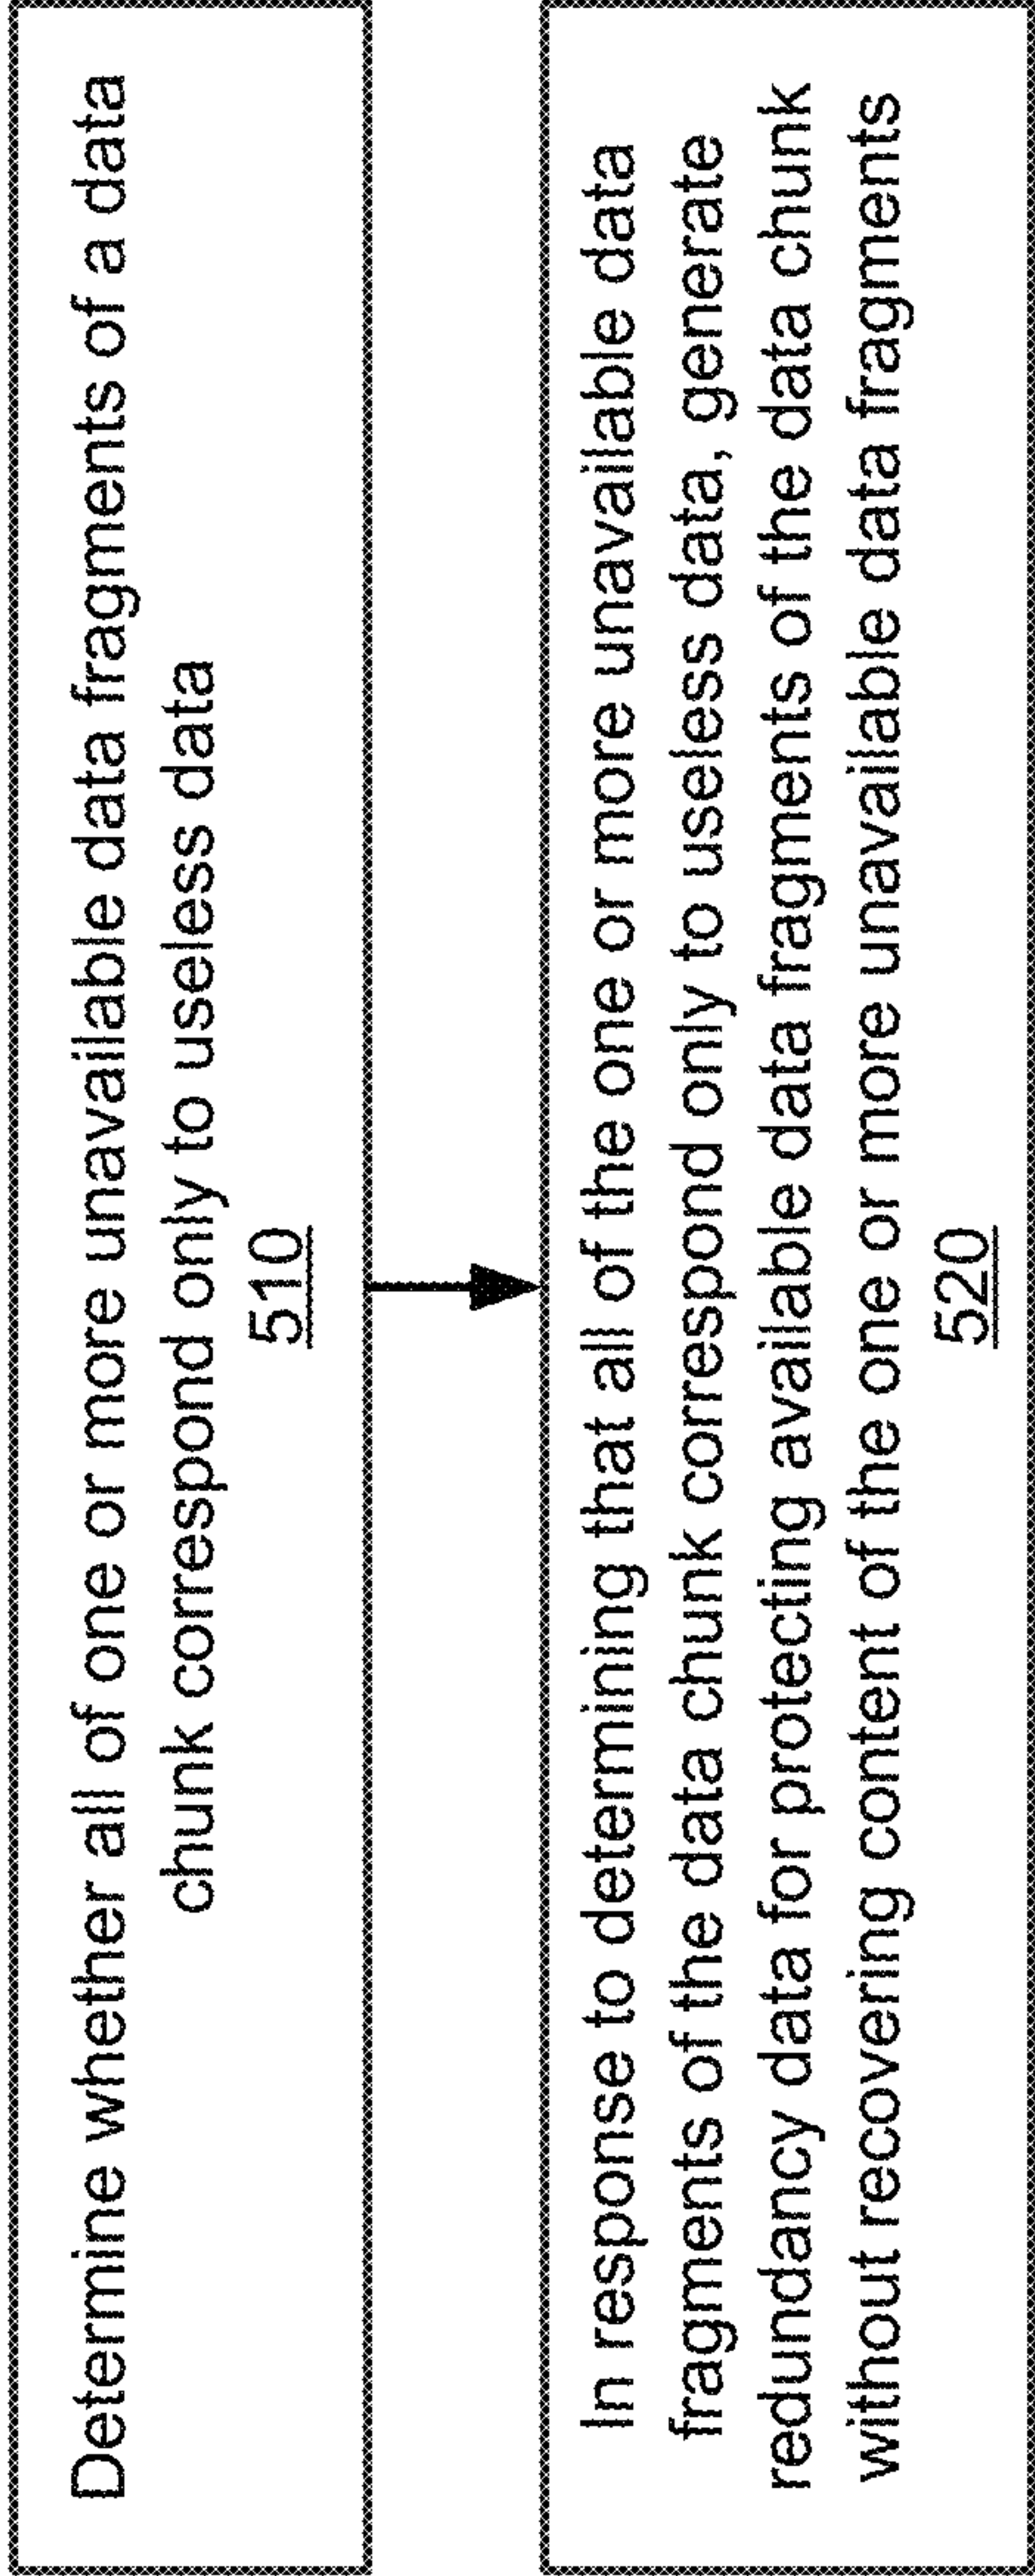 Determine whether all of one or more unavailable data fragments of a data
chunk correspond only to useless data
510
In response to determining that all of the one or more unavailable data
fragments of the data chunk correspond only to useless data, generate
redundancy data for protecting available data fragments of the data chunk
without recovering content of the one or more unavailable data fragments
520